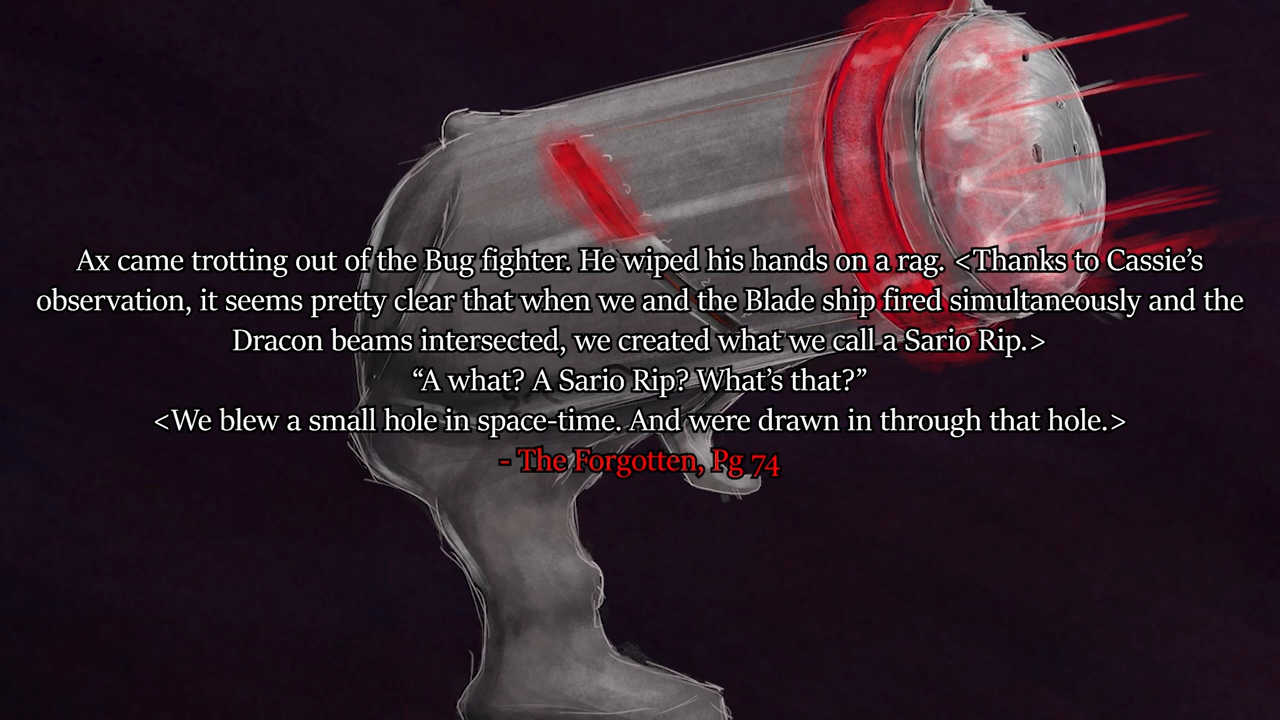 Ax came trotting out of the Bug fighter. He wiped his hands on a rag. <Thanks to Cassie’s
observation, it seems pretty clear that when we and the Blade ship fired simultaneously and the
Dracon beams intersected, we created what we call a Sario Rip.>
“A what? A Sario Rip? What’s that?”
<We blew a small hole in space-time. And were drawn in through that hole.>
- The Forgotten, Pg 74